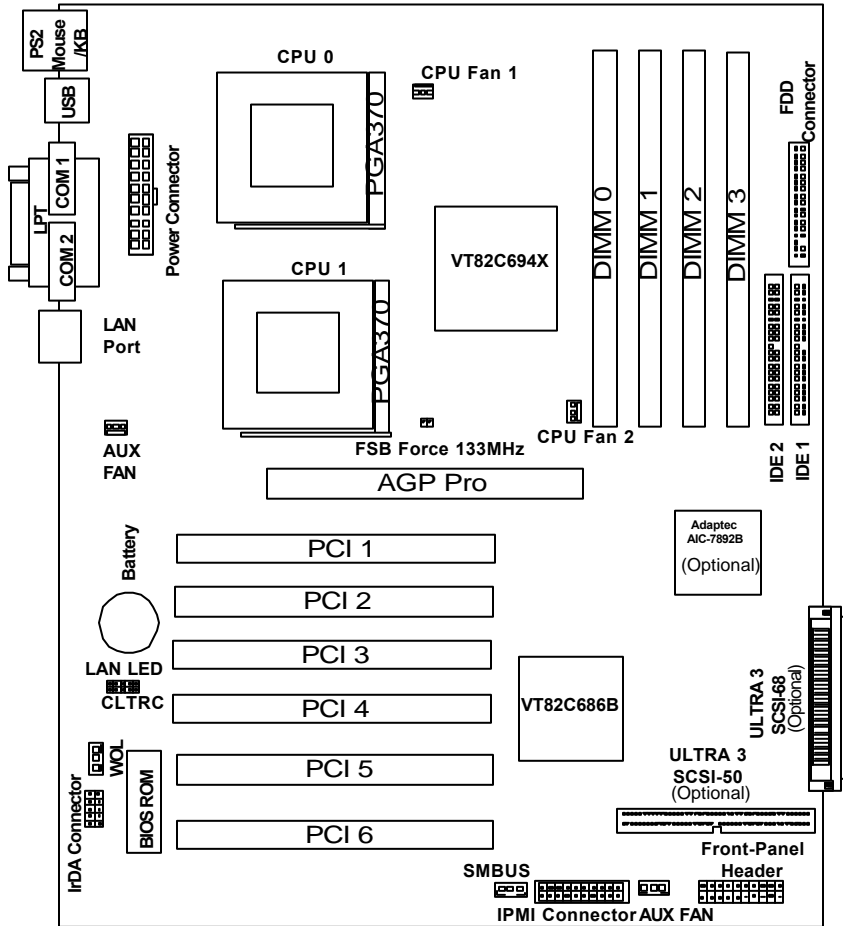 PS2
Mouse
/KB
USB
COM 1
LPT
COM 2
Power Connector
LAN
Port
CPU 0
PGA370
CPU Fan 1
CPU 1
PGA370
VT82C694X
DIMM 0
DIMM 1
DIMM 2
DIMM 3
FDD
Connector
IDE 2
IDE 1
AUX
FAN
FSB Force 133MHz
CPU Fan 2
AGP Pro
Adaptec
AIC-7892B
(Optional)
Battery
PCI 1
PCI 2
PCI 3
PCI 4
PCI 5
PCI 6
LAN LED
CLTRC
WOL
IrDA Connector
BIOS ROM
VT82C686B
ULTRA 3
SCSI-68
(Optional)
ULTRA 3
SCSI-50
(Optional)
Front-Panel
Header
SMBUS
IPMI Connector
AUX FAN